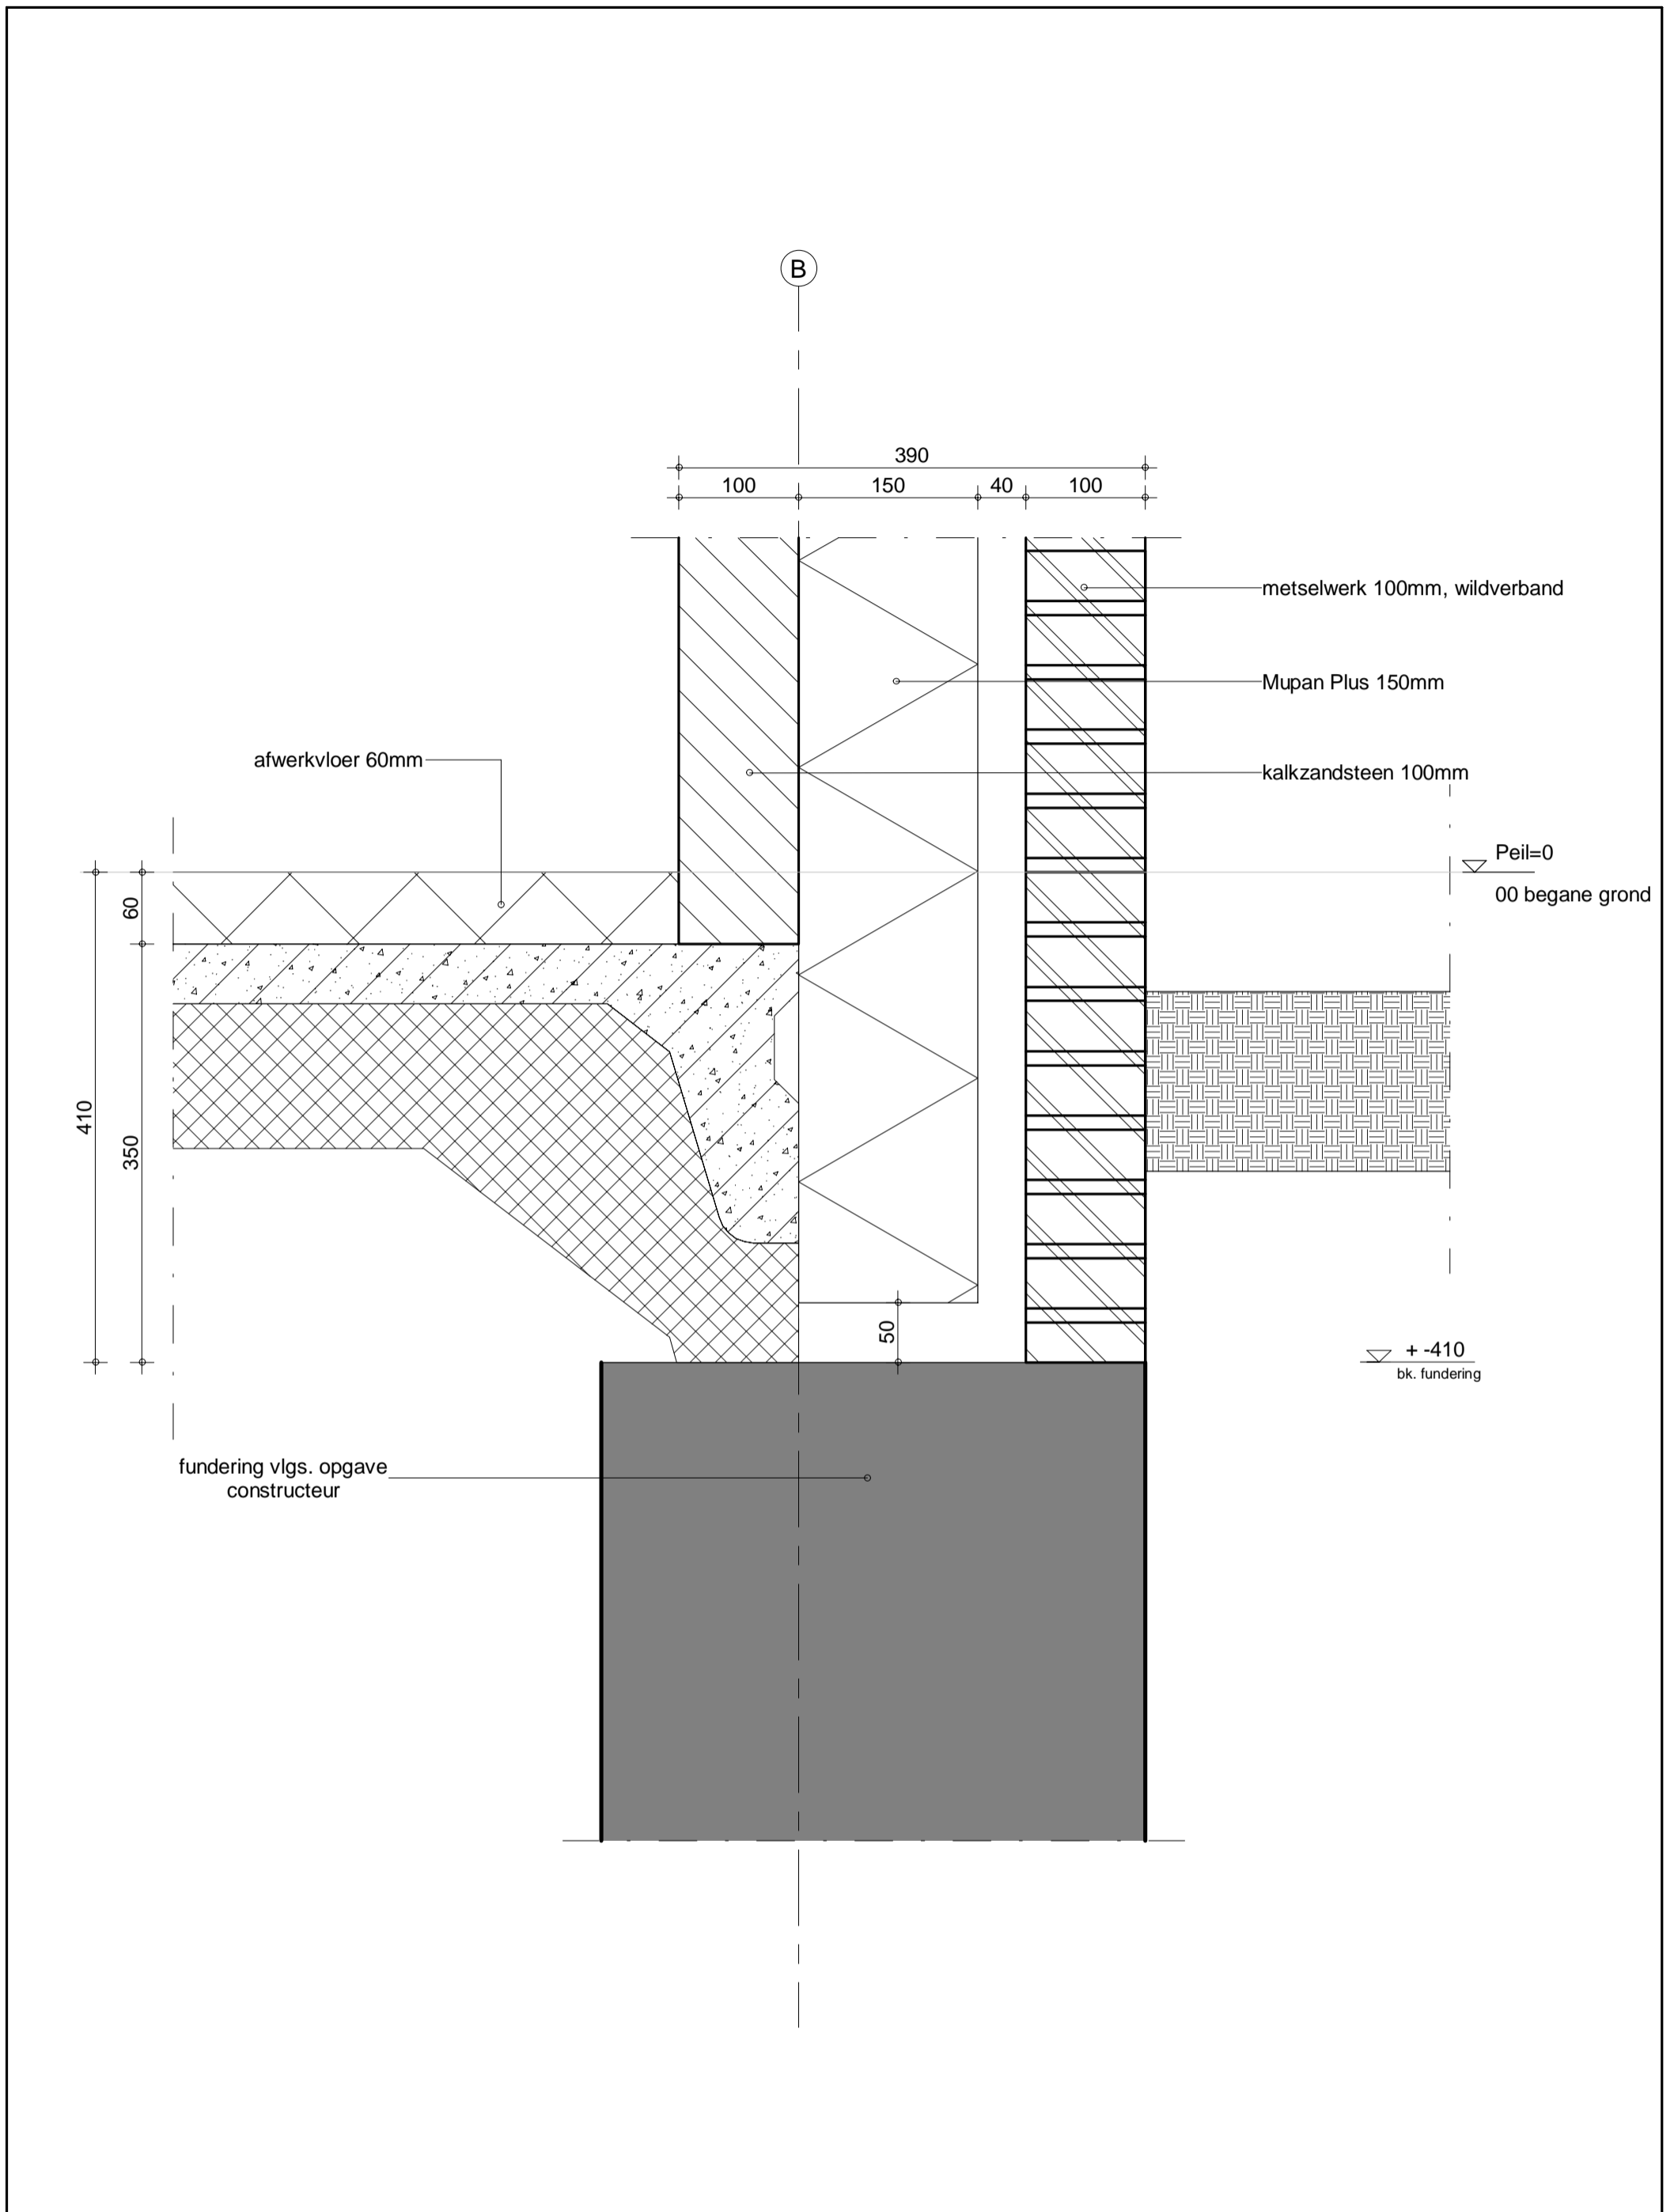 B
390
100
150
40
100
metselwerk 100mm, wildverband
Mupan Plus 150mm
afwerkvloer 60mm
kalkzandsteen 100mm
Peil=0
00 begane grond
60
410
350
50
+ -410
bk. fundering
fundering vlgs. opgave
constructeur